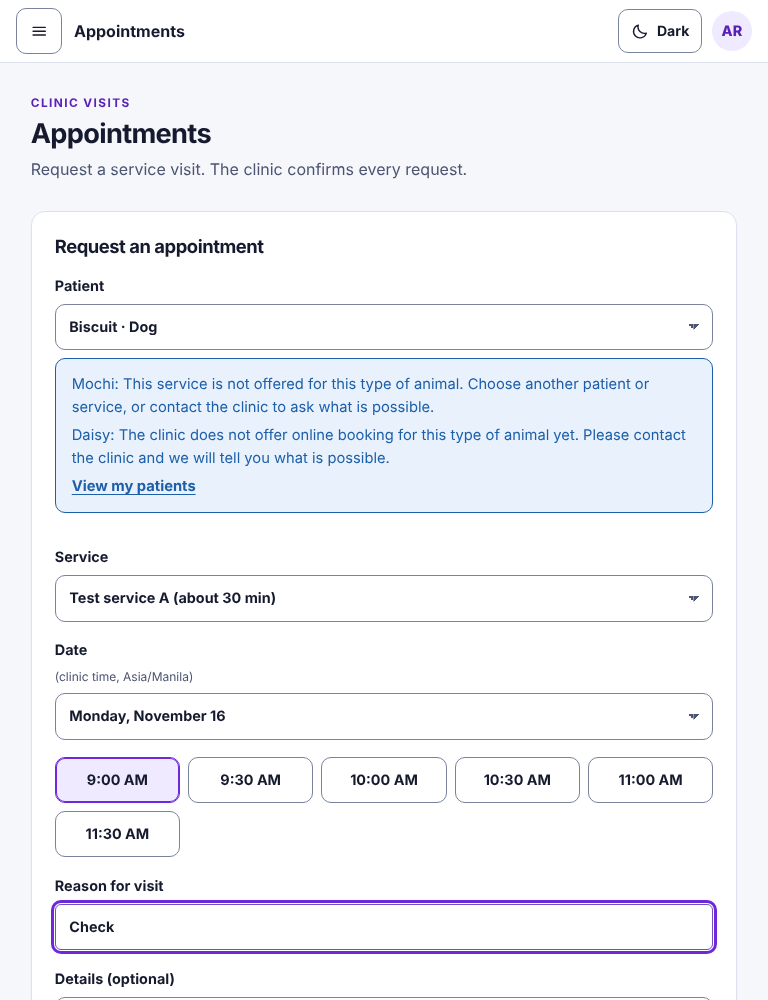 Appointments
Dark
AR
CLINIC VISITS
Appointments
Request a service visit. The clinic confirms every request.
Request an appointment
Patient
Biscuit · Dog
Mochi: This service is not offered for this type of animal. Choose another patient or
service, or contact the clinic to ask what is possible.
Daisy: The clinic does not offer online booking for this type of animal yet. Please contact
the clinic and we will tell you what is possible.
View my patients
Service
Test service A (about 30 min)
Date
(clinic time, Asia/Manila)
Monday, November 16
9:00 AM
9:30 AM
10:00 AM
10:30 AM
11:00 AM
11:30 AM
Reason for visit
Check
Details (optional)